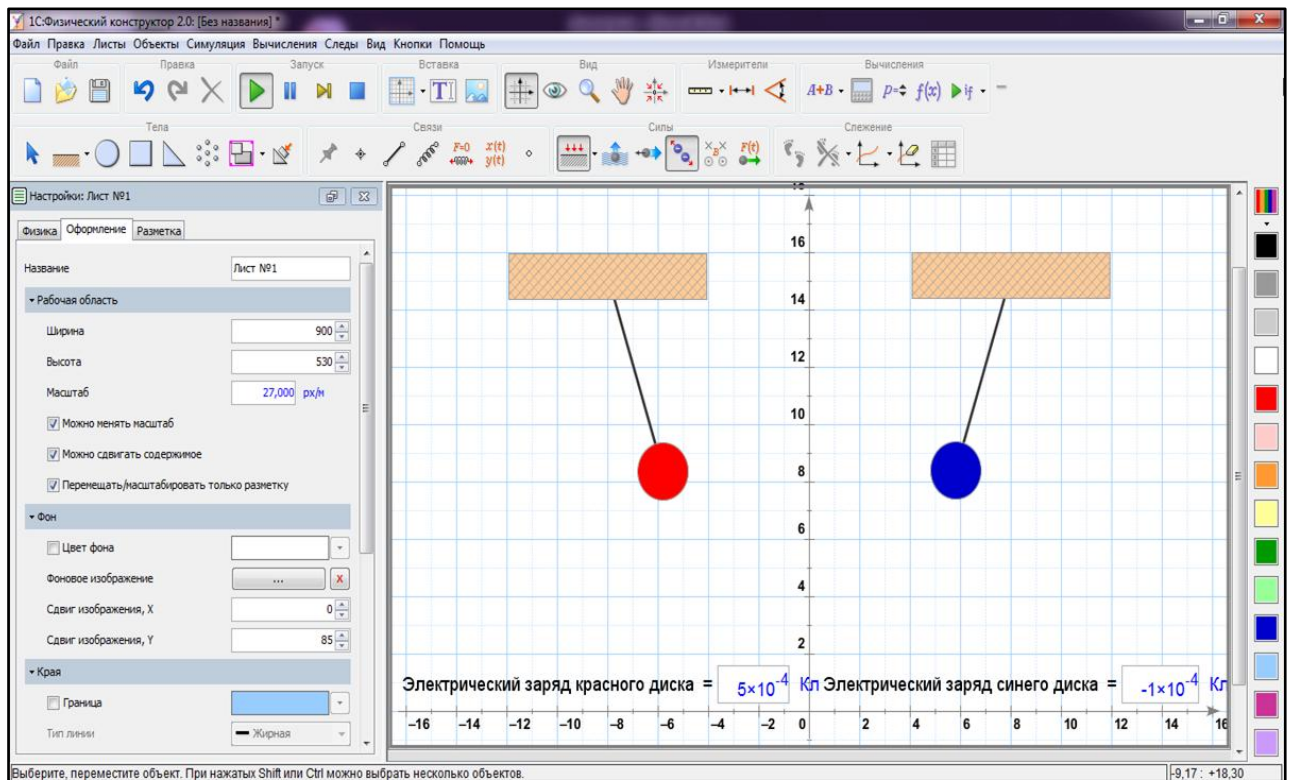 1С:Физический конструктор 2.0: [Без названия] *
Файл Правка Листы Объекты Симуляция Вычисления Следы Вид Кнопки Помощь
Файл Правка Запуск Вставка Вид Измерители Вычисления
T A+B p= f(x) if
Тела Связи Силы Слежение
F=0 x(t) y(t) B F(t)
Настройки: Лист №1
Физика Оформление Разметка
Название Лист №1
Рабочая область
Ширина 900
Высота 530
Масштаб 27,000 px/м
Можно менять масштаб
Можно сдвигать содержимое
Перемещать/масштабировать только разметку
Фон
Цвет фона
Фоновое изображение ... X
Сдвиг изображения, X 0
Сдвиг изображения, Y 85
Края
Граница
Тип линии Жирная
16
14
12
10
8
6
4
2
Электрический заряд красного диска = 5×10⁻⁴ Кл Электрический заряд синего диска = -1×10⁻⁴ Кл
−16 −14 −12 −10 −8 −6 −4 −2 0 2 4 6 8 10 12 14 16
Выберите, переместите объект. При нажатых Shift или Ctrl можно выбрать несколько объектов.
-9,17 : +18,30